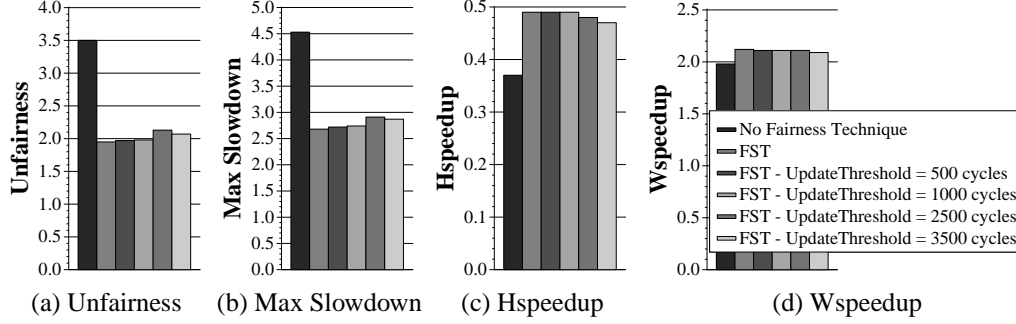 Unfairness
4.0
3.5
3.0
2.5
2.0
1.5
1.0
0.5
0.0
(a) Unfairness
Max Slowdown
5.0
4.5
4.0
3.5
3.0
2.5
2.0
1.5
1.0
0.5
0.0
(b) Max Slowdown
Hspeedup
0.5
0.4
0.3
0.2
0.1
0.0
(c) Hspeedup
Wspeedup
2.5
2.0
1.5
1.0
0.5
0.0
No Fairness Technique
FST
FST - UpdateThreshold = 500 cycles
FST - UpdateThreshold = 1000 cycles
FST - UpdateThreshold = 2500 cycles
FST - UpdateThreshold = 3500 cycles
(d) Wspeedup